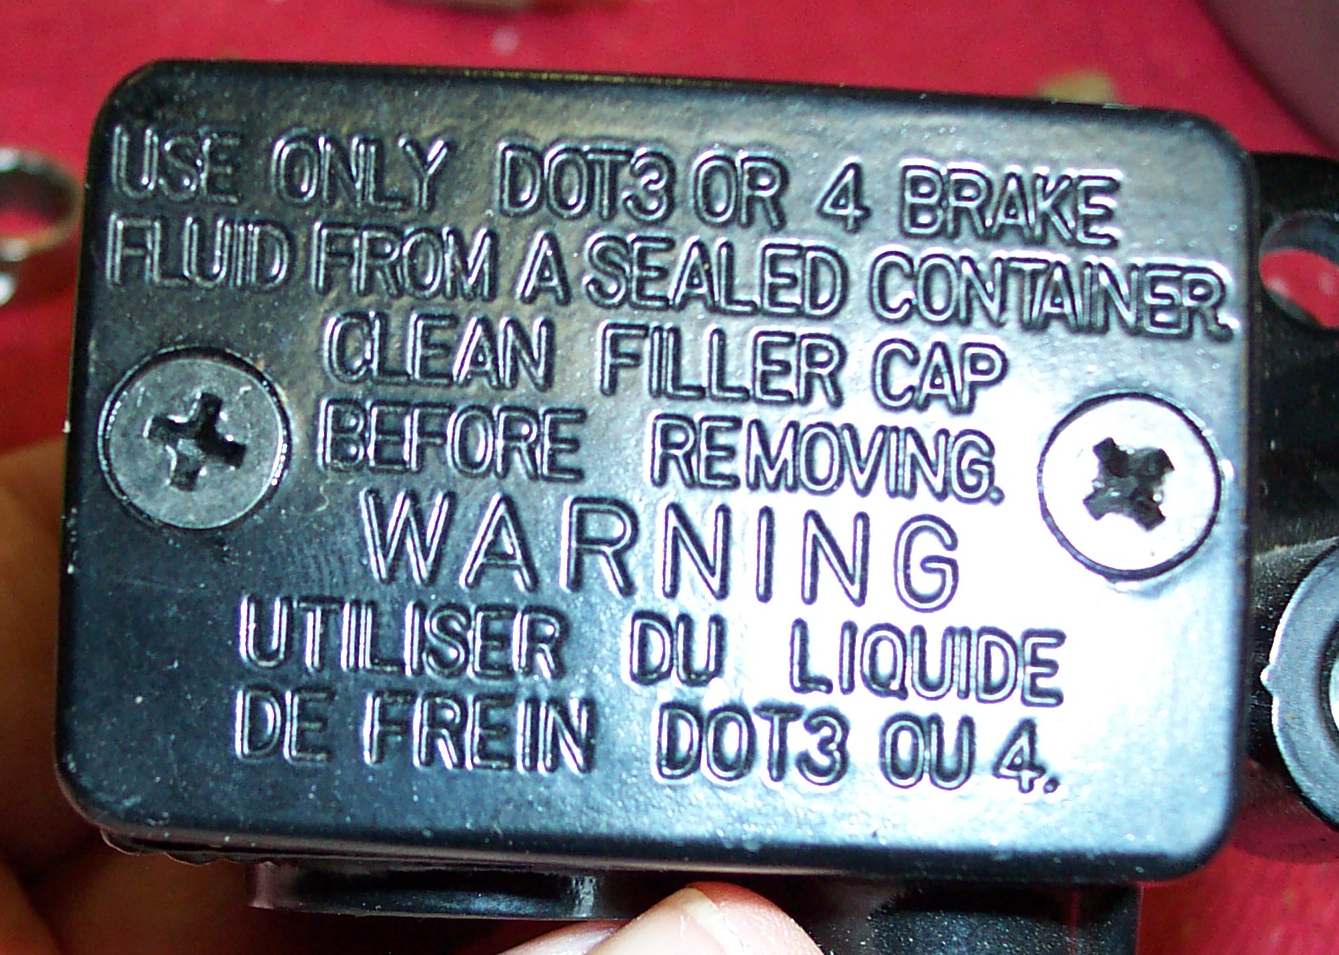 USE ONLY DOT3 OR 4 BRAKE
FLUID FROM A SEALED CONTAINER.
CLEAN FILLER CAP
BEFORE REMOVING.
WARNING
UTILISER DU LIQUIDE
DE FREIN DOT3 OU 4.